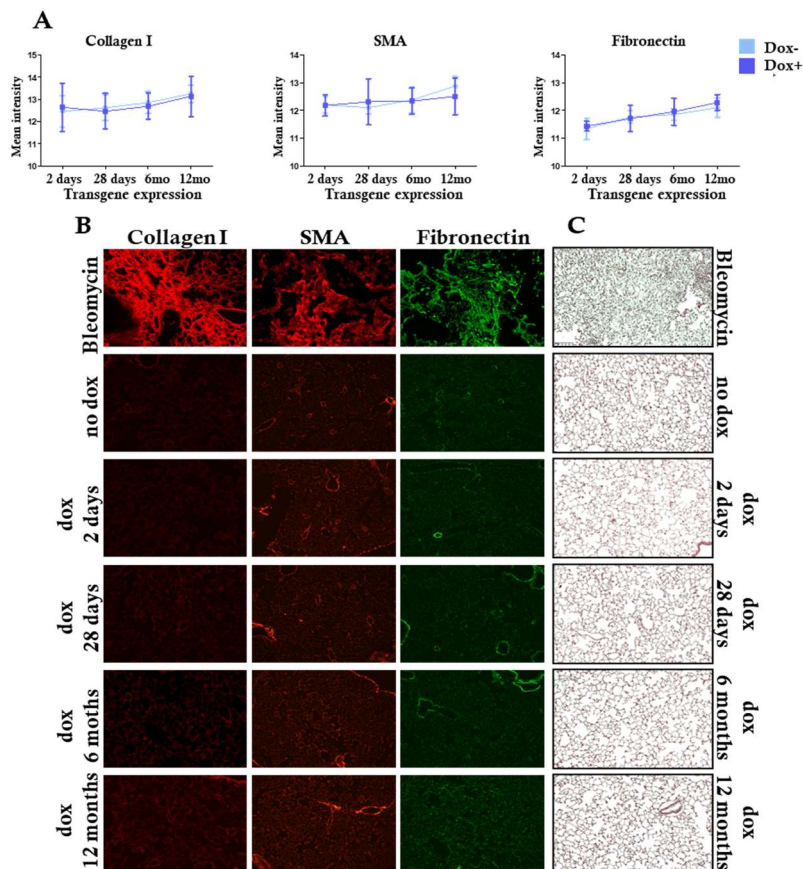 A
Collagen I
SMA
Fibronectin
Dox-
Dox+
Mean intensity
15
14
13
12
11
10
2 days 28 days 6mo 12mo
Transgene expression
Mean intensity
14
13
12
11
10
2 days 28 days 6mo 12mo
Transgene expression
Mean intensity
14
13
12
11
10
2 days 28 days 6mo 12mo
Transgene expression
B
Collagen I SMA Fibronectin
Bleomycin
no dox
dox
2 days
dox
28 days
dox
6 moths
dox
12 months
C
Bleomycin
no dox
dox
2 days
dox
28 days
dox
6 months
dox
12 months